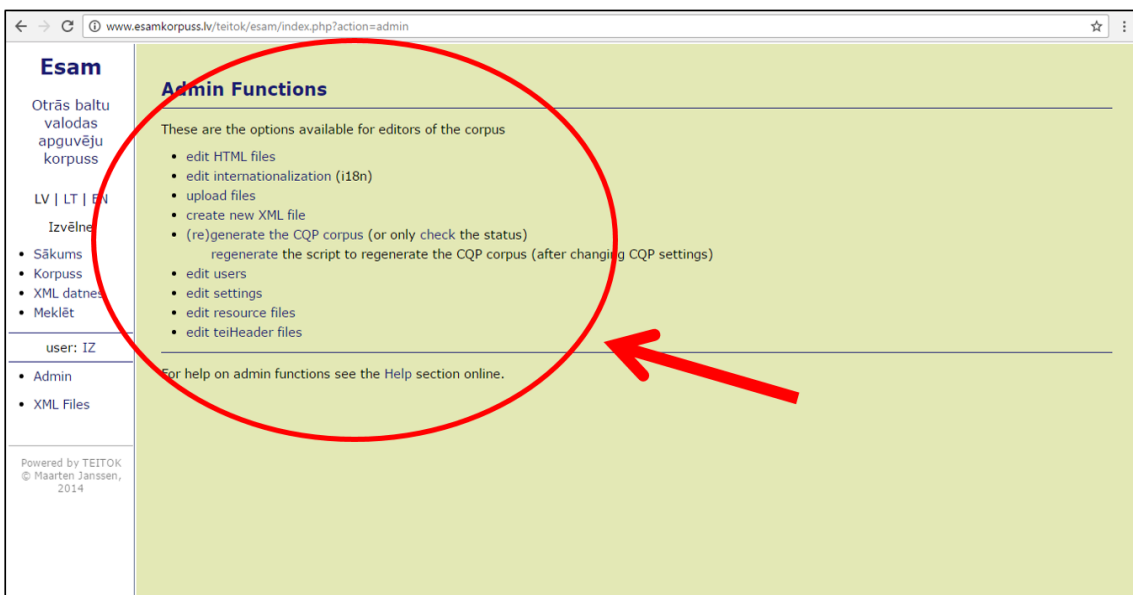 www.esamkorpuss.lv/teitok/esam/index.php?action=admin
Esam
Otrās baltu
valodas
apguvēju
korpuss
LV | LT | EN
Izvēlne
Sākums
Korpuss
XML datnes
Meklēt
user: IZ
Admin
XML Files
Powered by TEITOK
© Maarten Janssen,
2014
Admin Functions
These are the options available for editors of the corpus
edit HTML files
edit internationalization (i18n)
upload files
create new XML file
(re)generate the CQP corpus (or only check the status)
regenerate the script to regenerate the CQP corpus (after changing CQP settings)
edit users
edit settings
edit resource files
edit teiHeader files
For help on admin functions see the Help section online.